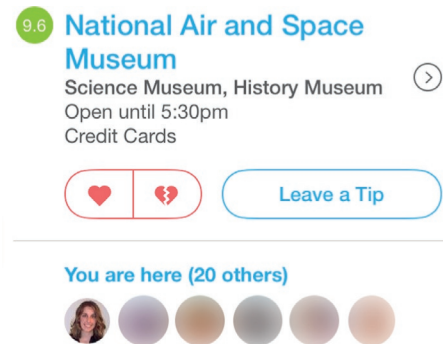 9.6 National Air and Space
Museum
Science Museum, History Museum
Open until 5:30pm
Credit Cards
Leave a Tip
You are here (20 others)